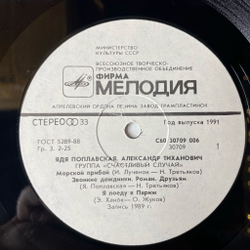 МИНИСТЕРСТВО
КУЛЬТУРЫ СССР
ВСЕСОЮЗНОЕ ТВОРЧЕСКО-
ПРОИЗВОДСТВЕННОЕ ОБЪЕДИНЕНИЕ
ФИРМА
МЕЛОДИЯ
АПРЕЛЕВСКИЙ ОРДЕНА ЛЕНИНА ЗАВОД ГРАМПЛАСТИНОК
СТЕРЕО 33
Год выпуска 1991
ГОСТ 5289-88
Гр. 3. 2-25
С60 30709 006
30709 1
ЯДЯ ПОПЛАВСКАЯ, АЛЕКСАНДР ТИХАНОВИЧ
ГРУППА «СЧАСТЛИВЫЙ СЛУЧАЙ»
Морской прибой (И. Лученок — Н. Третьяков)
Звонкие дождинки. Роман. Друзьям
(Я. Поплавская — Н. Третьяков)
Я поеду в Париж
(Э. Ханок — О. Жуков)
Запись 1989 г.